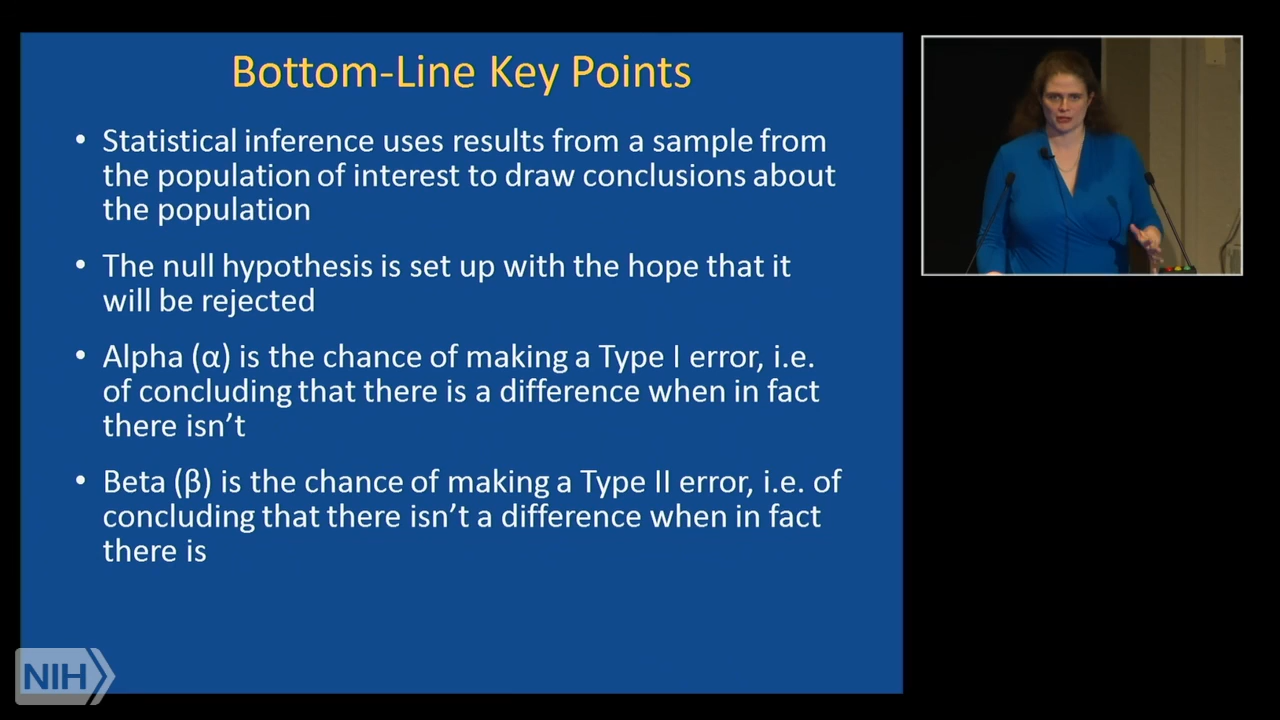 Bottom-Line Key Points
• Statistical inference uses results from a sample from
the population of interest to draw conclusions about
the population
• The null hypothesis is set up with the hope that it
will be rejected
• Alpha (α) is the chance of making a Type I error, i.e.
of concluding that there is a difference when in fact
there isn’t
• Beta (β) is the chance of making a Type II error, i.e. of
concluding that there isn’t a difference when in fact
there is
NIH